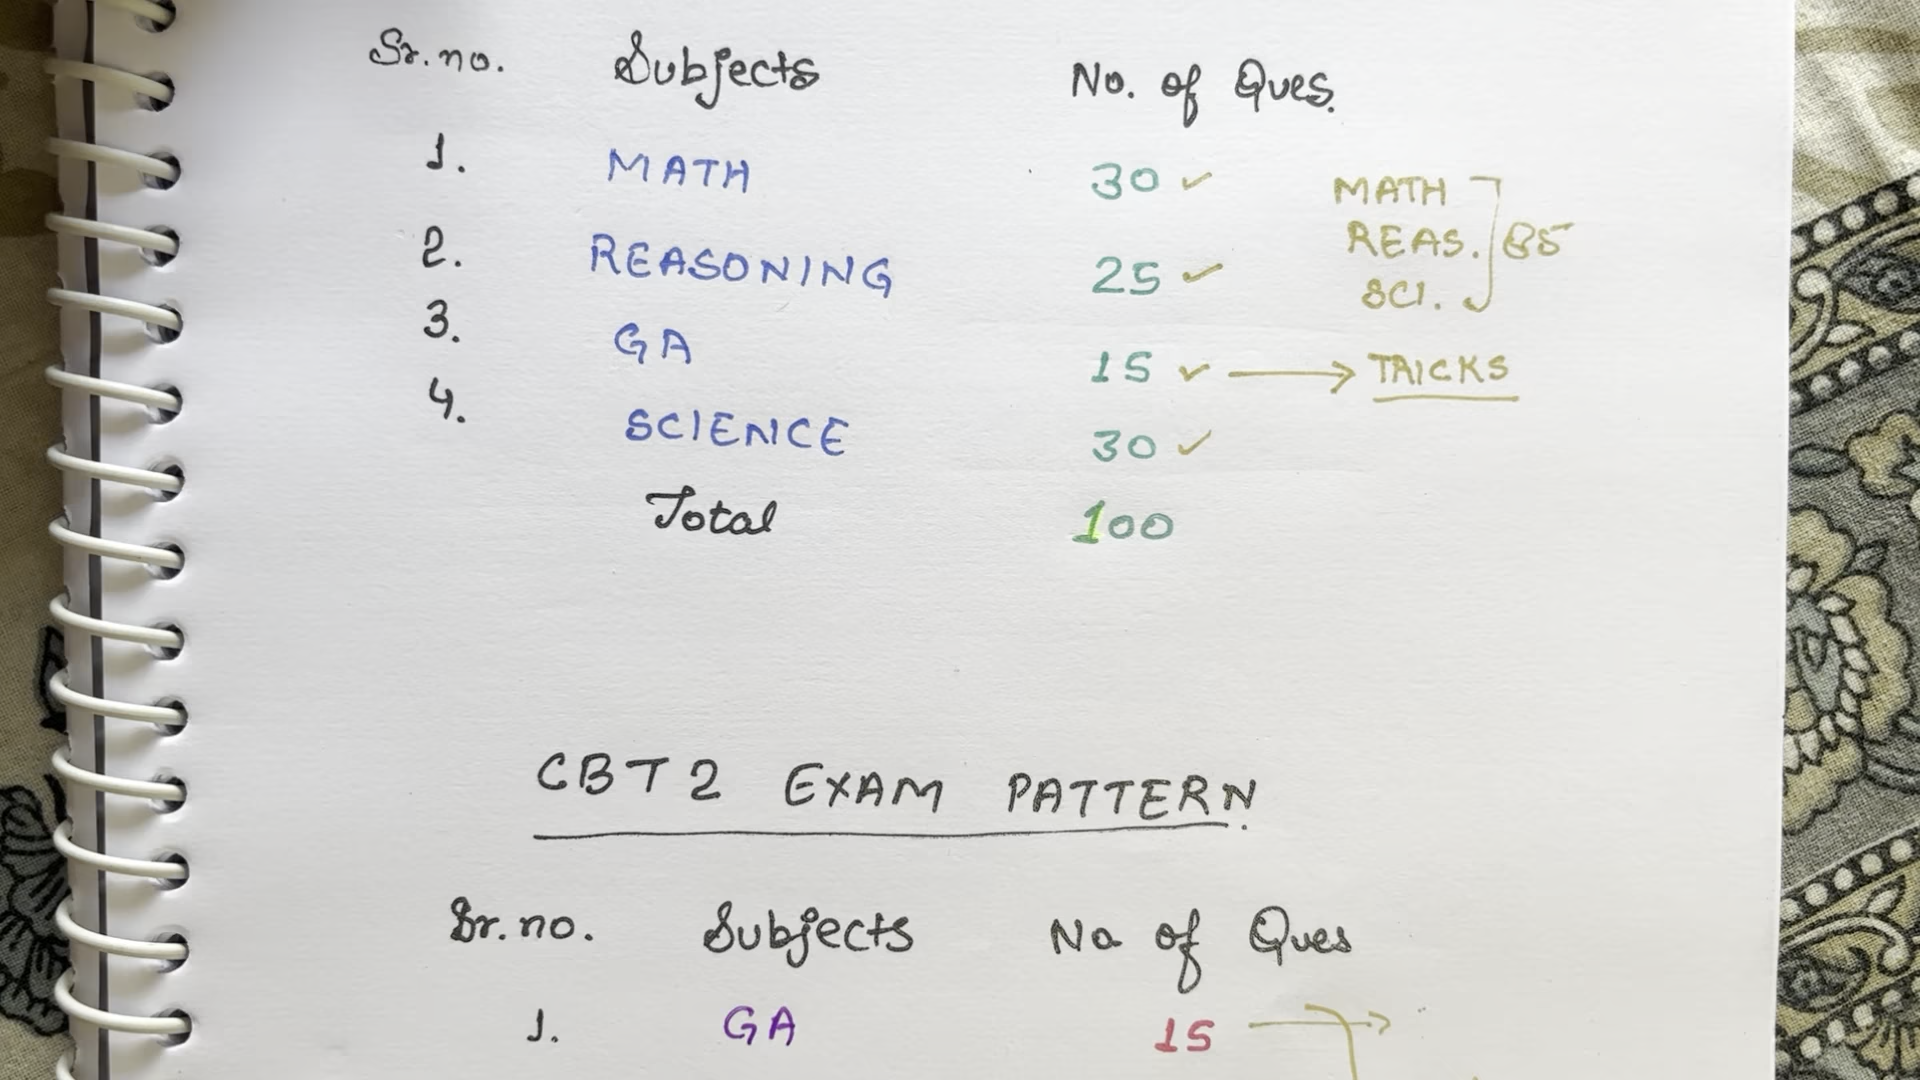 Sr. no. Subjects No. of Ques.
1. MATH 30 ✓ MATH
2. REASONING 25 ✓ REAS. 85
SCI.
3. GA 15 ✓ → TRICKS
4. SCIENCE 30 ✓
Total 100
CBT 2 EXAM PATTERN.
Sr. no. Subjects No of Ques
1. GA 15 →